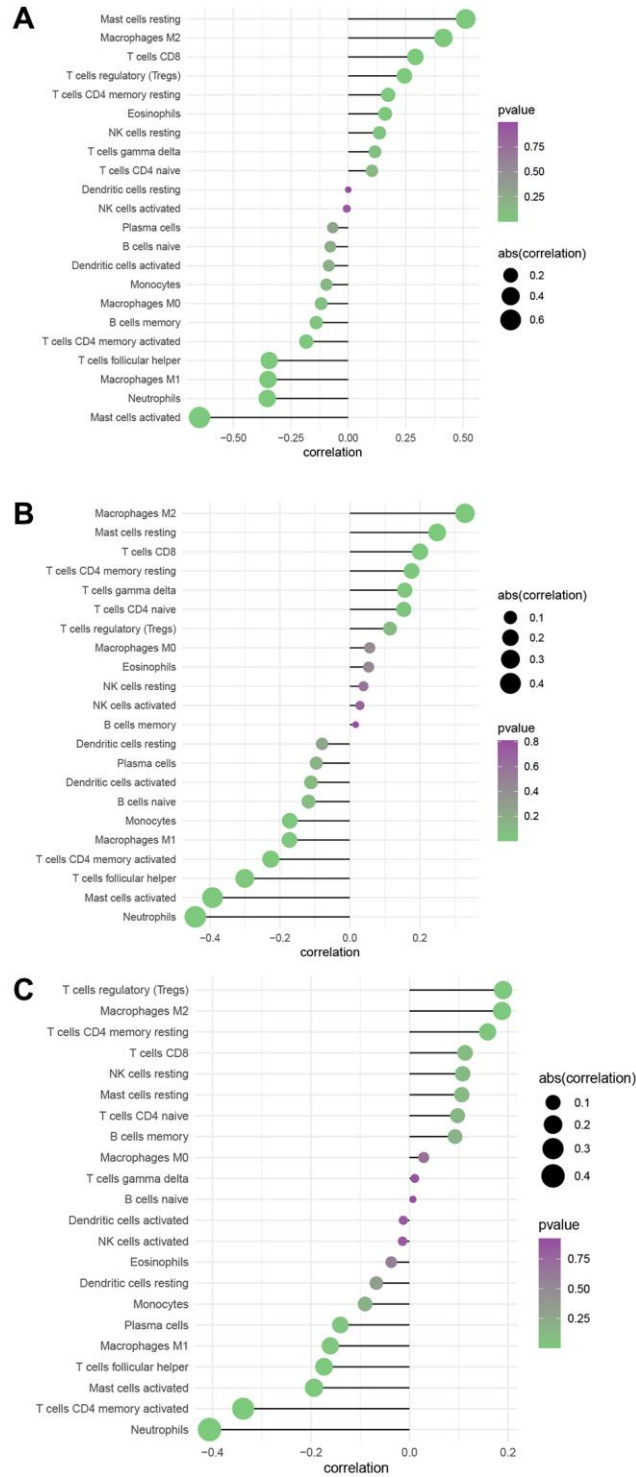 A
Mast cells resting
Macrophages M2
T cells CD8
T cells regulatory (Tregs)
T cells CD4 memory resting
Eosinophils
NK cells resting
T cells gamma delta
T cells CD4 naive
Dendritic cells resting
NK cells activated
Plasma cells
B cells naive
Dendritic cells activated
Monocytes
Macrophages M0
B cells memory
T cells CD4 memory activated
T cells follicular helper
Macrophages M1
Neutrophils
Mast cells activated
−0.50 −0.25 0.00 0.25 0.50
correlation
pvalue
0.75
0.50
0.25
abs(correlation)
0.2
0.4
0.6
B
Macrophages M2
Mast cells resting
T cells CD8
T cells CD4 memory resting
T cells gamma delta
T cells CD4 naive
T cells regulatory (Tregs)
Macrophages M0
Eosinophils
NK cells resting
NK cells activated
B cells memory
Dendritic cells resting
Plasma cells
Dendritic cells activated
B cells naive
Monocytes
Macrophages M1
T cells CD4 memory activated
T cells follicular helper
Mast cells activated
Neutrophils
−0.4 −0.2 0.0 0.2
correlation
abs(correlation)
0.1
0.2
0.3
0.4
pvalue
0.8
0.6
0.4
0.2
C
T cells regulatory (Tregs)
Macrophages M2
T cells CD4 memory resting
T cells CD8
NK cells resting
Mast cells resting
T cells CD4 naive
B cells memory
Macrophages M0
T cells gamma delta
B cells naive
Dendritic cells activated
NK cells activated
Eosinophils
Dendritic cells resting
Monocytes
Plasma cells
Macrophages M1
T cells follicular helper
Mast cells activated
T cells CD4 memory activated
Neutrophils
−0.4 −0.2 0.0 0.2
correlation
abs(correlation)
0.1
0.2
0.3
0.4
pvalue
0.75
0.50
0.25